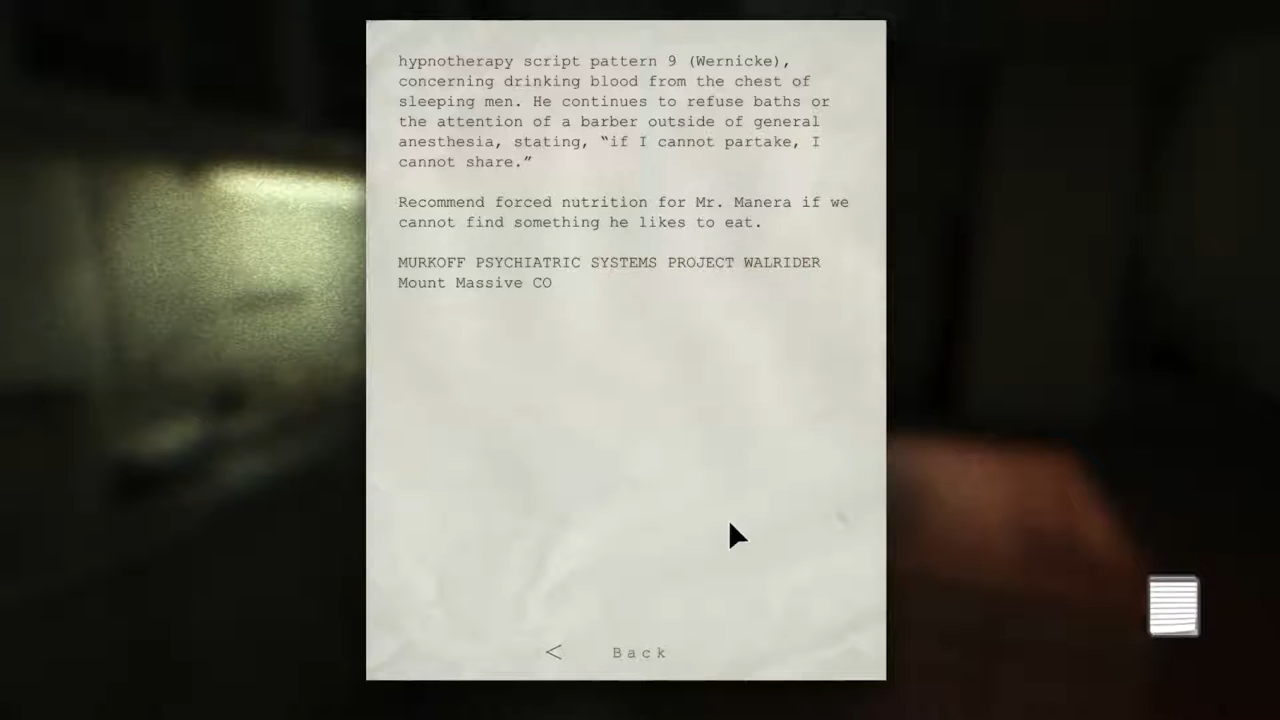 hypnotherapy script pattern 9 (Wernicke),
concerning drinking blood from the chest of
sleeping men. He continues to refuse baths or
the attention of a barber outside of general
anesthesia, stating, “if I cannot partake, I
cannot share.”
Recommend forced nutrition for Mr. Manera if we
cannot find something he likes to eat.
MURKOFF PSYCHIATRIC SYSTEMS PROJECT WALRIDER
Mount Massive CO
< Back